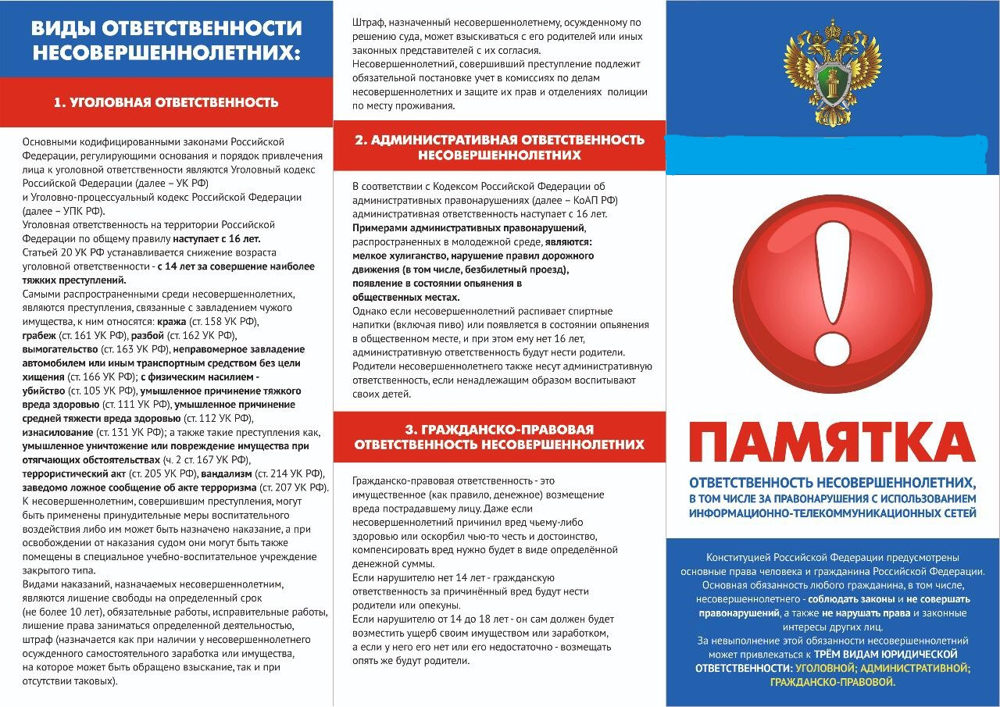 ВИДЫ ОТВЕТСТВЕННОСТИ
НЕСОВЕРШЕННОЛЕТНИХ:
1. УГОЛОВНАЯ ОТВЕТСТВЕННОСТЬ
Основными кодифицированными законами Российской
Федерации, регулирующими основания и порядок привлечения
лица к уголовной ответственности являются Уголовный кодекс
Российской Федерации (далее – УК РФ)
и Уголовно-процессуальный кодекс Российской Федерации
(далее – УПК РФ).
Уголовная ответственность на территории Российской
Федерации по общему правилу наступает с 16 лет.
Статьей 20 УК РФ устанавливается снижение возраста
уголовной ответственности - с 14 лет за совершение наиболее
тяжких преступлений.
Самыми распространенными среди несовершеннолетних,
являются преступления, связанные с завладением чужого
имущества, к ним относятся: кража (ст. 158 УК РФ),
грабеж (ст. 161 УК РФ), разбой (ст. 162 УК РФ),
вымогательство (ст. 163 УК РФ), неправомерное завладение
автомобилем или иным транспортным средством без цели
хищения (ст. 166 УК РФ); с физическим насилием -
убийство (ст. 105 УК РФ), умышленное причинение тяжкого
вреда здоровью (ст. 111 УК РФ), умышленное причинение
средней тяжести вреда здоровью (ст. 112 УК РФ),
изнасилование (ст. 131 УК РФ); а также такие преступления как,
умышленное уничтожение или повреждение имущества при
отягчающих обстоятельствах (ч. 2 ст. 167 УК РФ),
террористический акт (ст. 205 УК РФ), вандализм (ст. 214 УК РФ),
заведомо ложное сообщение об акте терроризма (ст. 207 УК РФ).
К несовершеннолетним, совершившим преступления, могут
быть применены принудительные меры воспитательного
воздействия либо им может быть назначено наказание, а при
освобождении от наказания судом они могут быть также
помещены в специальное учебно-воспитательное учреждение
закрытого типа.
Видами наказаний, назначаемых несовершеннолетним,
являются лишение свободы на определенный срок
(не более 10 лет), обязательные работы, исправительные работы,
лишение права заниматься определенной деятельностью,
штраф (назначается как при наличии у несовершеннолетнего
осужденного самостоятельного заработка или имущества,
на которое может быть обращено взыскание, так и при
отсутствии таковых).
Штраф, назначенный несовершеннолетнему, осужденному по
решению суда, может взыскиваться с его родителей или иных
законных представителей с их согласия.
Несовершеннолетний, совершивший преступление подлежит
обязательной постановке учет в комиссиях по делам
несовершеннолетних и защите их прав и отделениях полиции
по месту проживания.
2. АДМИНИСТРАТИВНАЯ ОТВЕТСТВЕННОСТЬ
НЕСОВЕРШЕННОЛЕТНИХ
В соответствии с Кодексом Российской Федерации об
административных правонарушениях (далее – КоАП РФ)
административная ответственность наступает с 16 лет.
Примерами административных правонарушений,
распространенных в молодежной среде, являются:
мелкое хулиганство, нарушение правил дорожного
движения (в том числе, безбилетный проезд),
появление в состоянии опьянения в
общественных местах.
Однако если несовершеннолетний распивает спиртные
напитки (включая пиво) или появляется в состоянии опьянения
в общественном месте, и при этом ему нет 16 лет,
административную ответственность будут нести родители.
Родители несовершеннолетнего также несут административную
ответственность, если ненадлежащим образом воспитывают
своих детей.
3. ГРАЖДАНСКО-ПРАВОВАЯ
ОТВЕТСТВЕННОСТЬ НЕСОВЕРШЕННОЛЕТНИХ
Гражданско-правовая ответственность - это
имущественное (как правило, денежное) возмещение
вреда пострадавшему лицу. Даже если
несовершеннолетний причинил вред чьему-либо
здоровью или оскорбил чью-то честь и достоинство,
компенсировать вред нужно будет в виде определённой
денежной суммы.
Если нарушителю нет 14 лет - гражданскую
ответственность за причинённый вред будут нести
родители или опекуны.
Если нарушителю от 14 до 18 лет - он сам должен будет
возместить ущерб своим имуществом или заработком,
а если у него его нет или его недостаточно - возмещать
опять же будут родители.
ПАМЯТКА
ОТВЕТСТВЕННОСТЬ НЕСОВЕРШЕННОЛЕТНИХ,
В ТОМ ЧИСЛЕ ЗА ПРАВОНАРУШЕНИЯ С ИСПОЛЬЗОВАНИЕМ
ИНФОРМАЦИОННО-ТЕЛЕКОММУНИКАЦИОННЫХ СЕТЕЙ
Конституцией Российской Федерации предусмотрены
основные права человека и гражданина Российской Федерации.
Основная обязанность любого гражданина, в том числе,
несовершеннолетнего - соблюдать законы и не совершать
правонарушений, а также не нарушать права и законные
интересы других лиц.
За невыполнение этой обязанности несовершеннолетний
может привлекаться к ТРЁМ ВИДАМ ЮРИДИЧЕСКОЙ
ОТВЕТСТВЕННОСТИ: УГОЛОВНОЙ; АДМИНИСТРАТИВНОЙ;
ГРАЖДАНСКО-ПРАВОВОЙ.